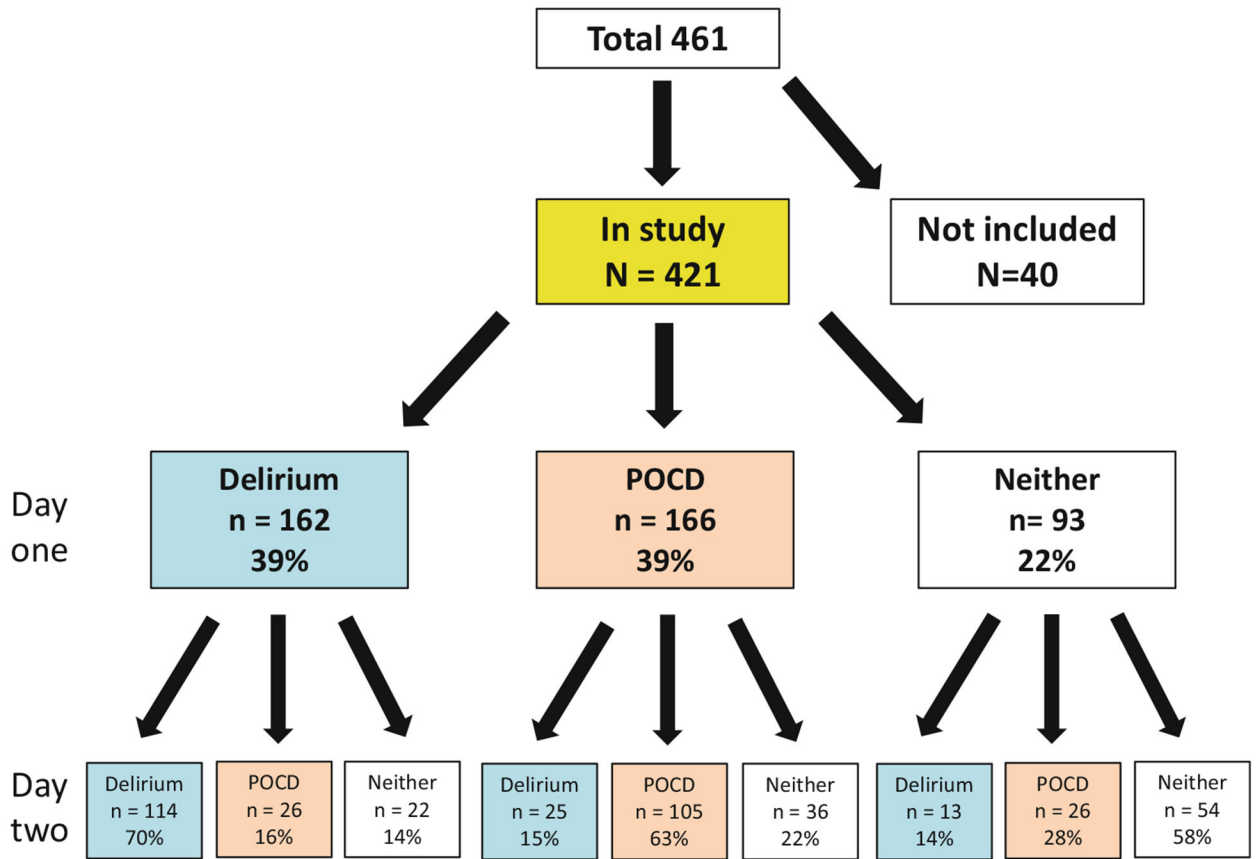 Total 461
In study
N = 421
Not included
N=40
Day
one
Delirium
n = 162
39%
POCD
n = 166
39%
Neither
n= 93
22%
Day
two
Delirium
n = 114
70%
POCD
n = 26
16%
Neither
n = 22
14%
Delirium
n = 25
15%
POCD
n = 105
63%
Neither
n = 36
22%
Delirium
n = 13
14%
POCD
n = 26
28%
Neither
n = 54
58%